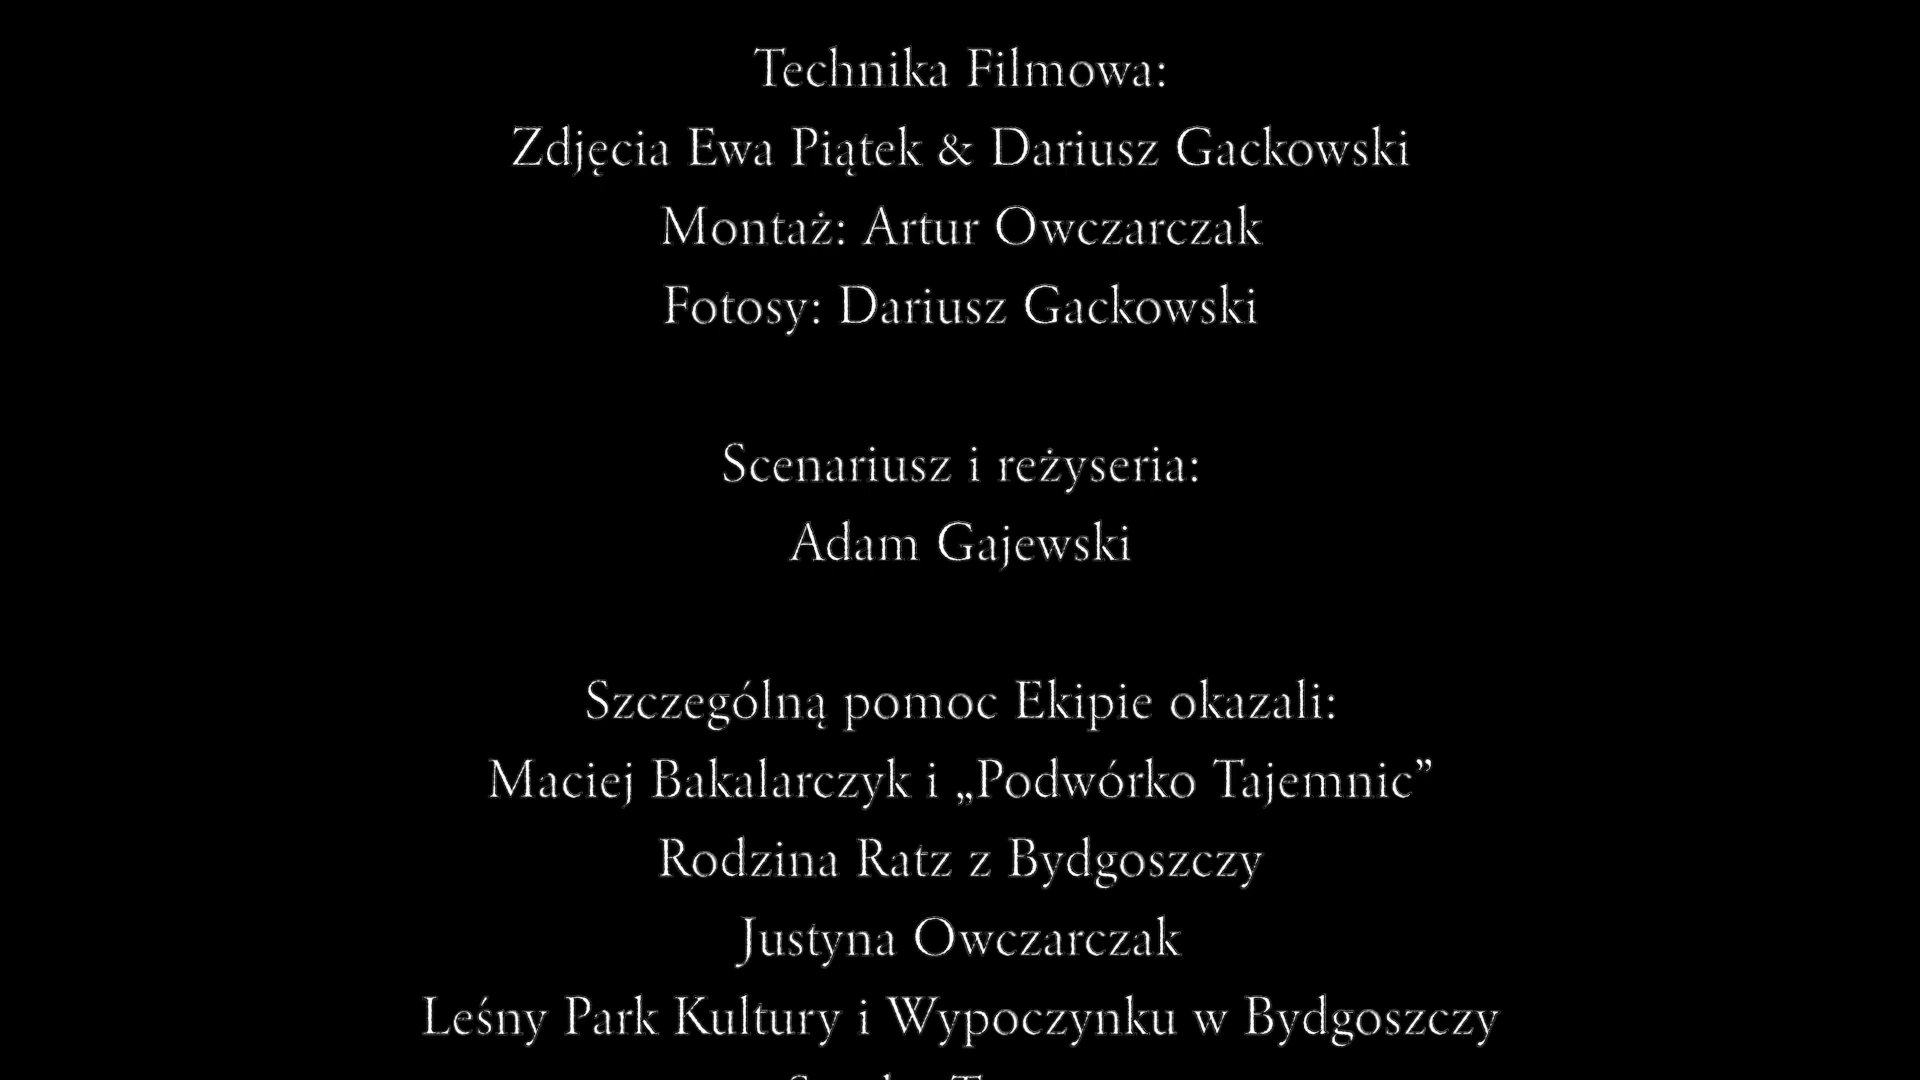 Technika Filmowa:
Zdjęcia Ewa Piątek & Dariusz Gackowski
Montaż: Artur Owczarczak
Fotosy: Dariusz Gackowski
Scenariusz i reżyseria:
Adam Gajewski
Szczególną pomoc Ekipie okazali:
Maciej Bakalarczyk i „Podwórko Tajemnic”
Rodzina Ratz z Bydgoszczy
Justyna Owczarczak
Leśny Park Kultury i Wypoczynku w Bydgoszczy